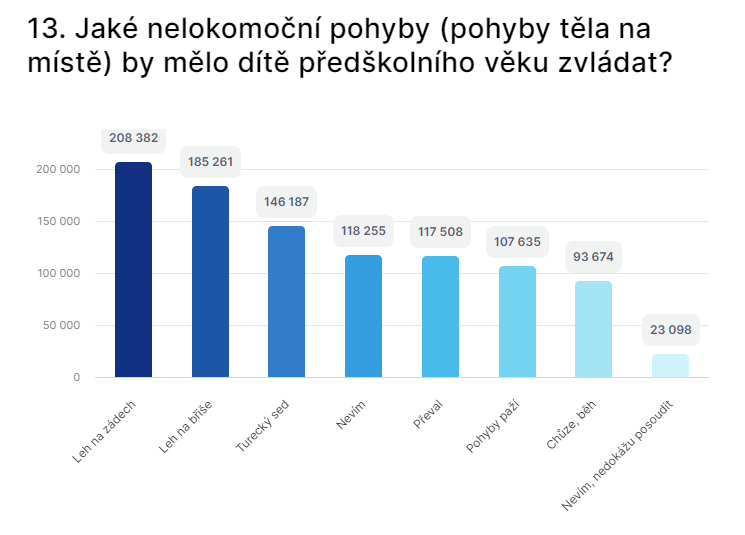 13. Jaké nelokomoční pohyby (pohyby těla na
místě) by mělo dítě předškolního věku zvládat?
208 382
185 261
146 187
118 255
117 508
107 635
93 674
23 098
200 000
150 000
100 000
50 000
0
Leh na zádech
Leh na břiše
Turecký sed
Nevím
Převal
Pohyby paží
Chůze, běh
Nevím, nedokážu posoudit